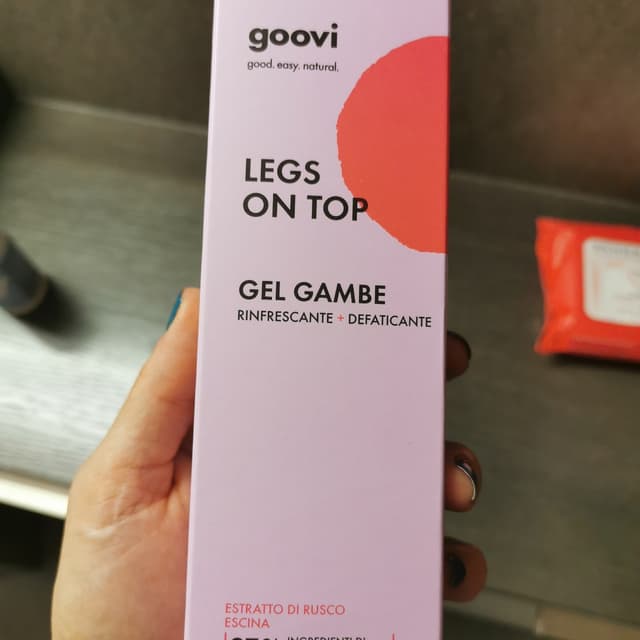 goovi
good. easy. natural.
LEGS
ON TOP
GEL GAMBE
RINFRESCANTE + DEFATICANTE
ESTRATTO DI RUSCO
ESCINA
INGREDIENTI DI